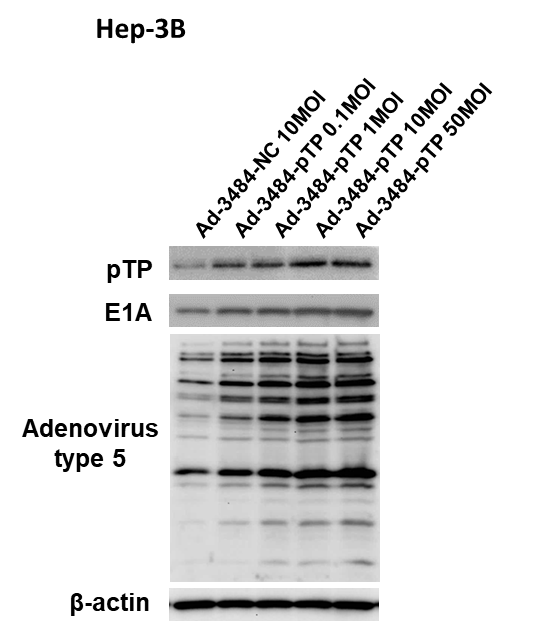 Hep-3B
Ad-3484-NC 10MOI
Ad-3484-pTP 0.1MOI
Ad-3484-pTP 1MOI
Ad-3484-pTP 10MOI
Ad-3484-pTP 50MOI
pTP
E1A
Adenovirus
type 5
β-actin